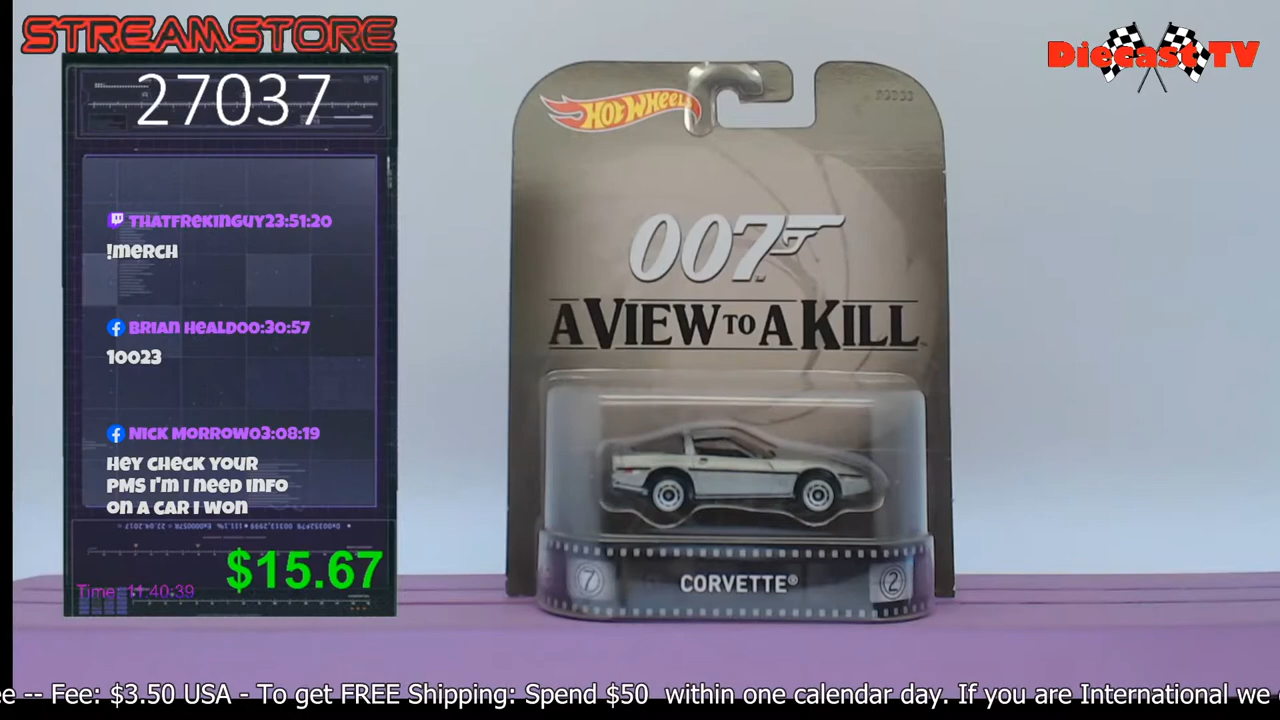 STREAMSTORE
27037
THATFREKINGUY23:51:20
!MERCH
BRIAN HEALD00:30:57
10023
NICK MORROW03:08:19
HEY CHECK YOUR
PMS I'M I NEED INFO
ON A CAR I WON
$15.67
Time: 11:40:39
Diecast TV
HOT WHEELS
007
A VIEW TO A KILL
7
CORVETTE®
2
ee -- Fee: $3.50 USA - To get FREE Shipping: Spend $50 within one calendar day. If you are International we